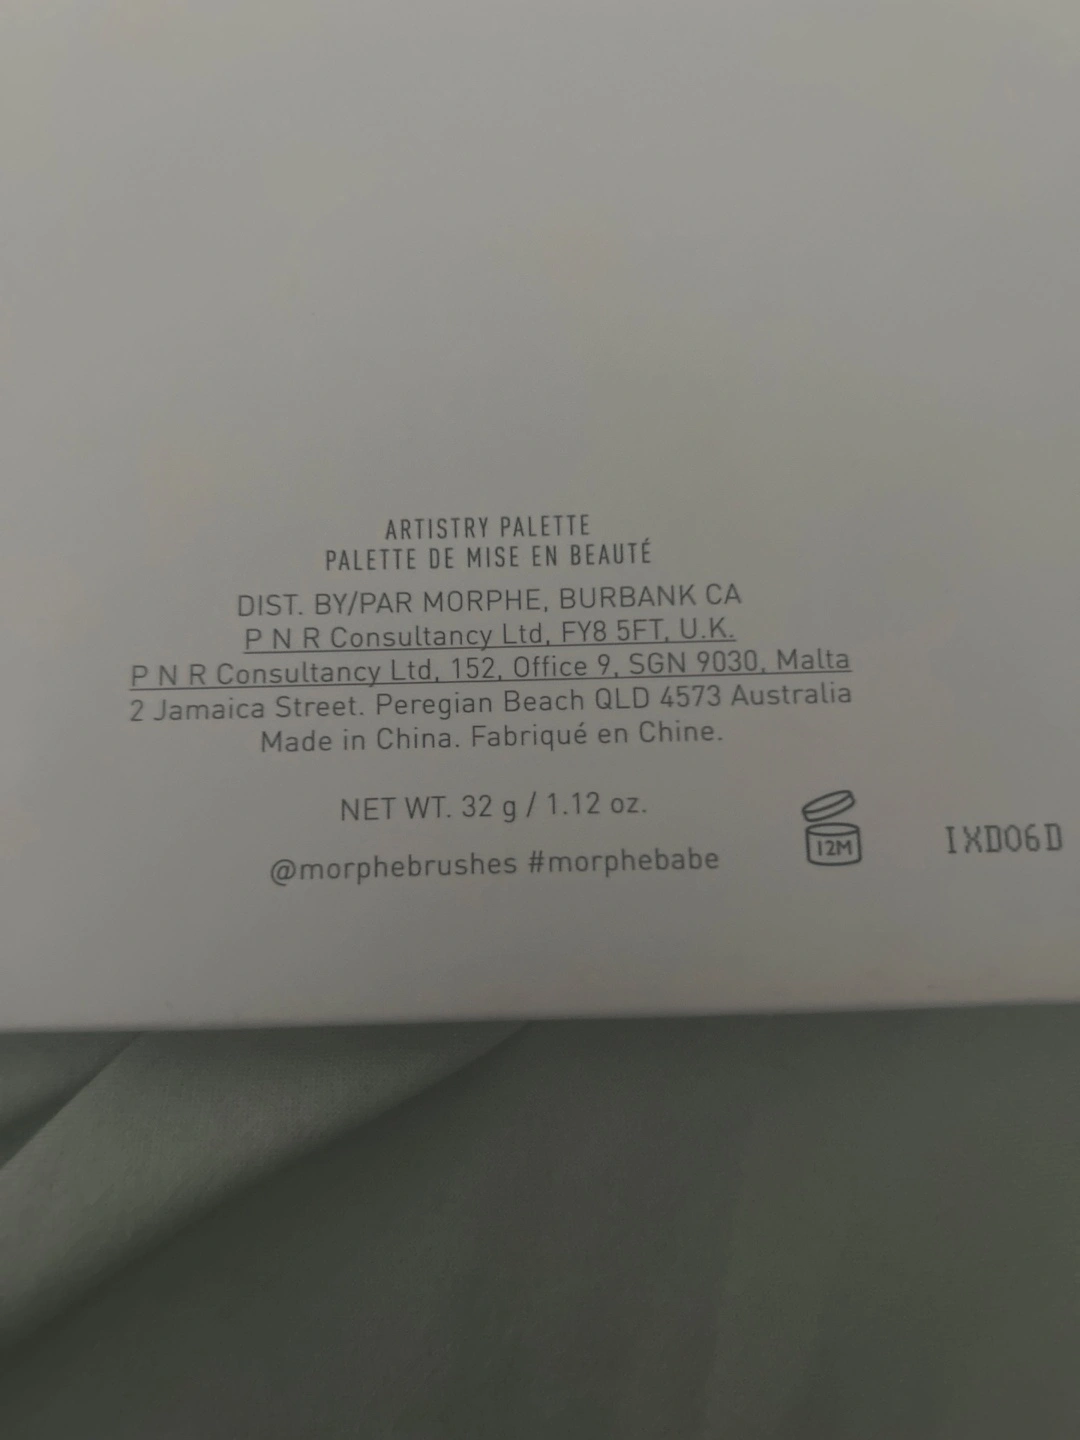 ARTISTRY PALETTE
PALETTE DE MISE EN BEAUTÉ
DIST. BY/PAR MORPHE, BURBANK CA
P N R Consultancy Ltd, FY8 5FT, U.K.
P N R Consultancy Ltd, 152, Office 9, SGN 9030, Malta
2 Jamaica Street. Peregian Beach QLD 4573 Australia
Made in China. Fabriqué en Chine.
NET WT. 32 g / 1.12 oz.
12M
IXD06D
@morphebrushes #morphebabe